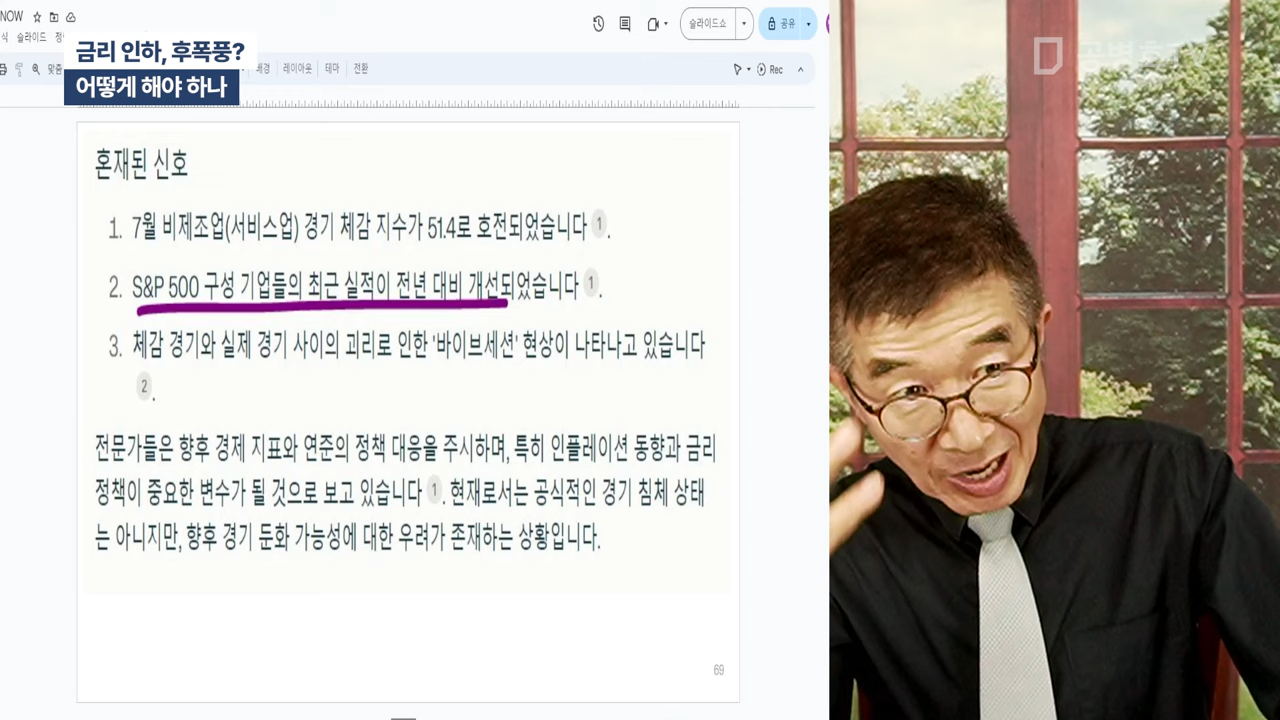 NOW
금리 인하, 후폭풍?
어떻게 해야 하나
슬라이드쇼
공유
식 슬라이드
맞춤
배경 레이아웃 테마 전환
Rec
공병호TV
혼재된 신호
1. 7월 비제조업(서비스업) 경기 체감 지수가 51.4로 호전되었습니다 1.
2. S&P 500 구성 기업들의 최근 실적이 전년 대비 개선되었습니다 1.
3. 체감 경기와 실제 경기 사이의 괴리로 인한 '바이브세션' 현상이 나타나고 있습니다
2.
전문가들은 향후 경제 지표와 연준의 정책 대응을 주시하며, 특히 인플레이션 동향과 금리
정책이 중요한 변수가 될 것으로 보고 있습니다 1. 현재로서는 공식적인 경기 침체 상태
는 아니지만, 향후 경기 둔화 가능성에 대한 우려가 존재하는 상황입니다.
69